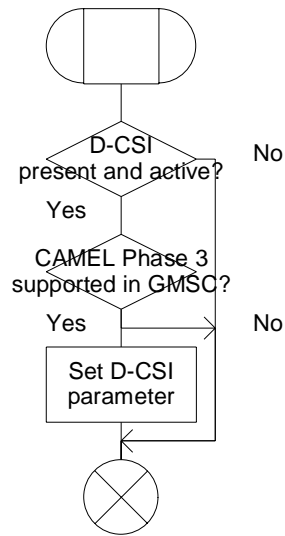 D-CSI
present and active?
No
Yes
CAMEL Phase 3
supported in GMSC?
Yes
No
Set D-CSI
parameter